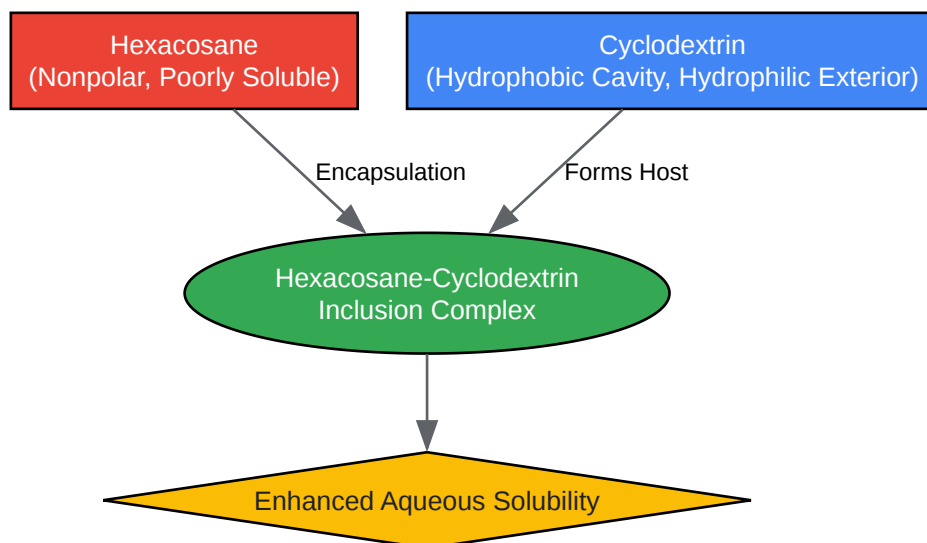 Hexacosane
(Nonpolar, Poorly Soluble)
Cyclodextrin
(Hydrophobic Cavity, Hydrophilic Exterior)
Encapsulation
Forms Host
Hexacosane-Cyclodextrin
Inclusion Complex
Enhanced Aqueous Solubility